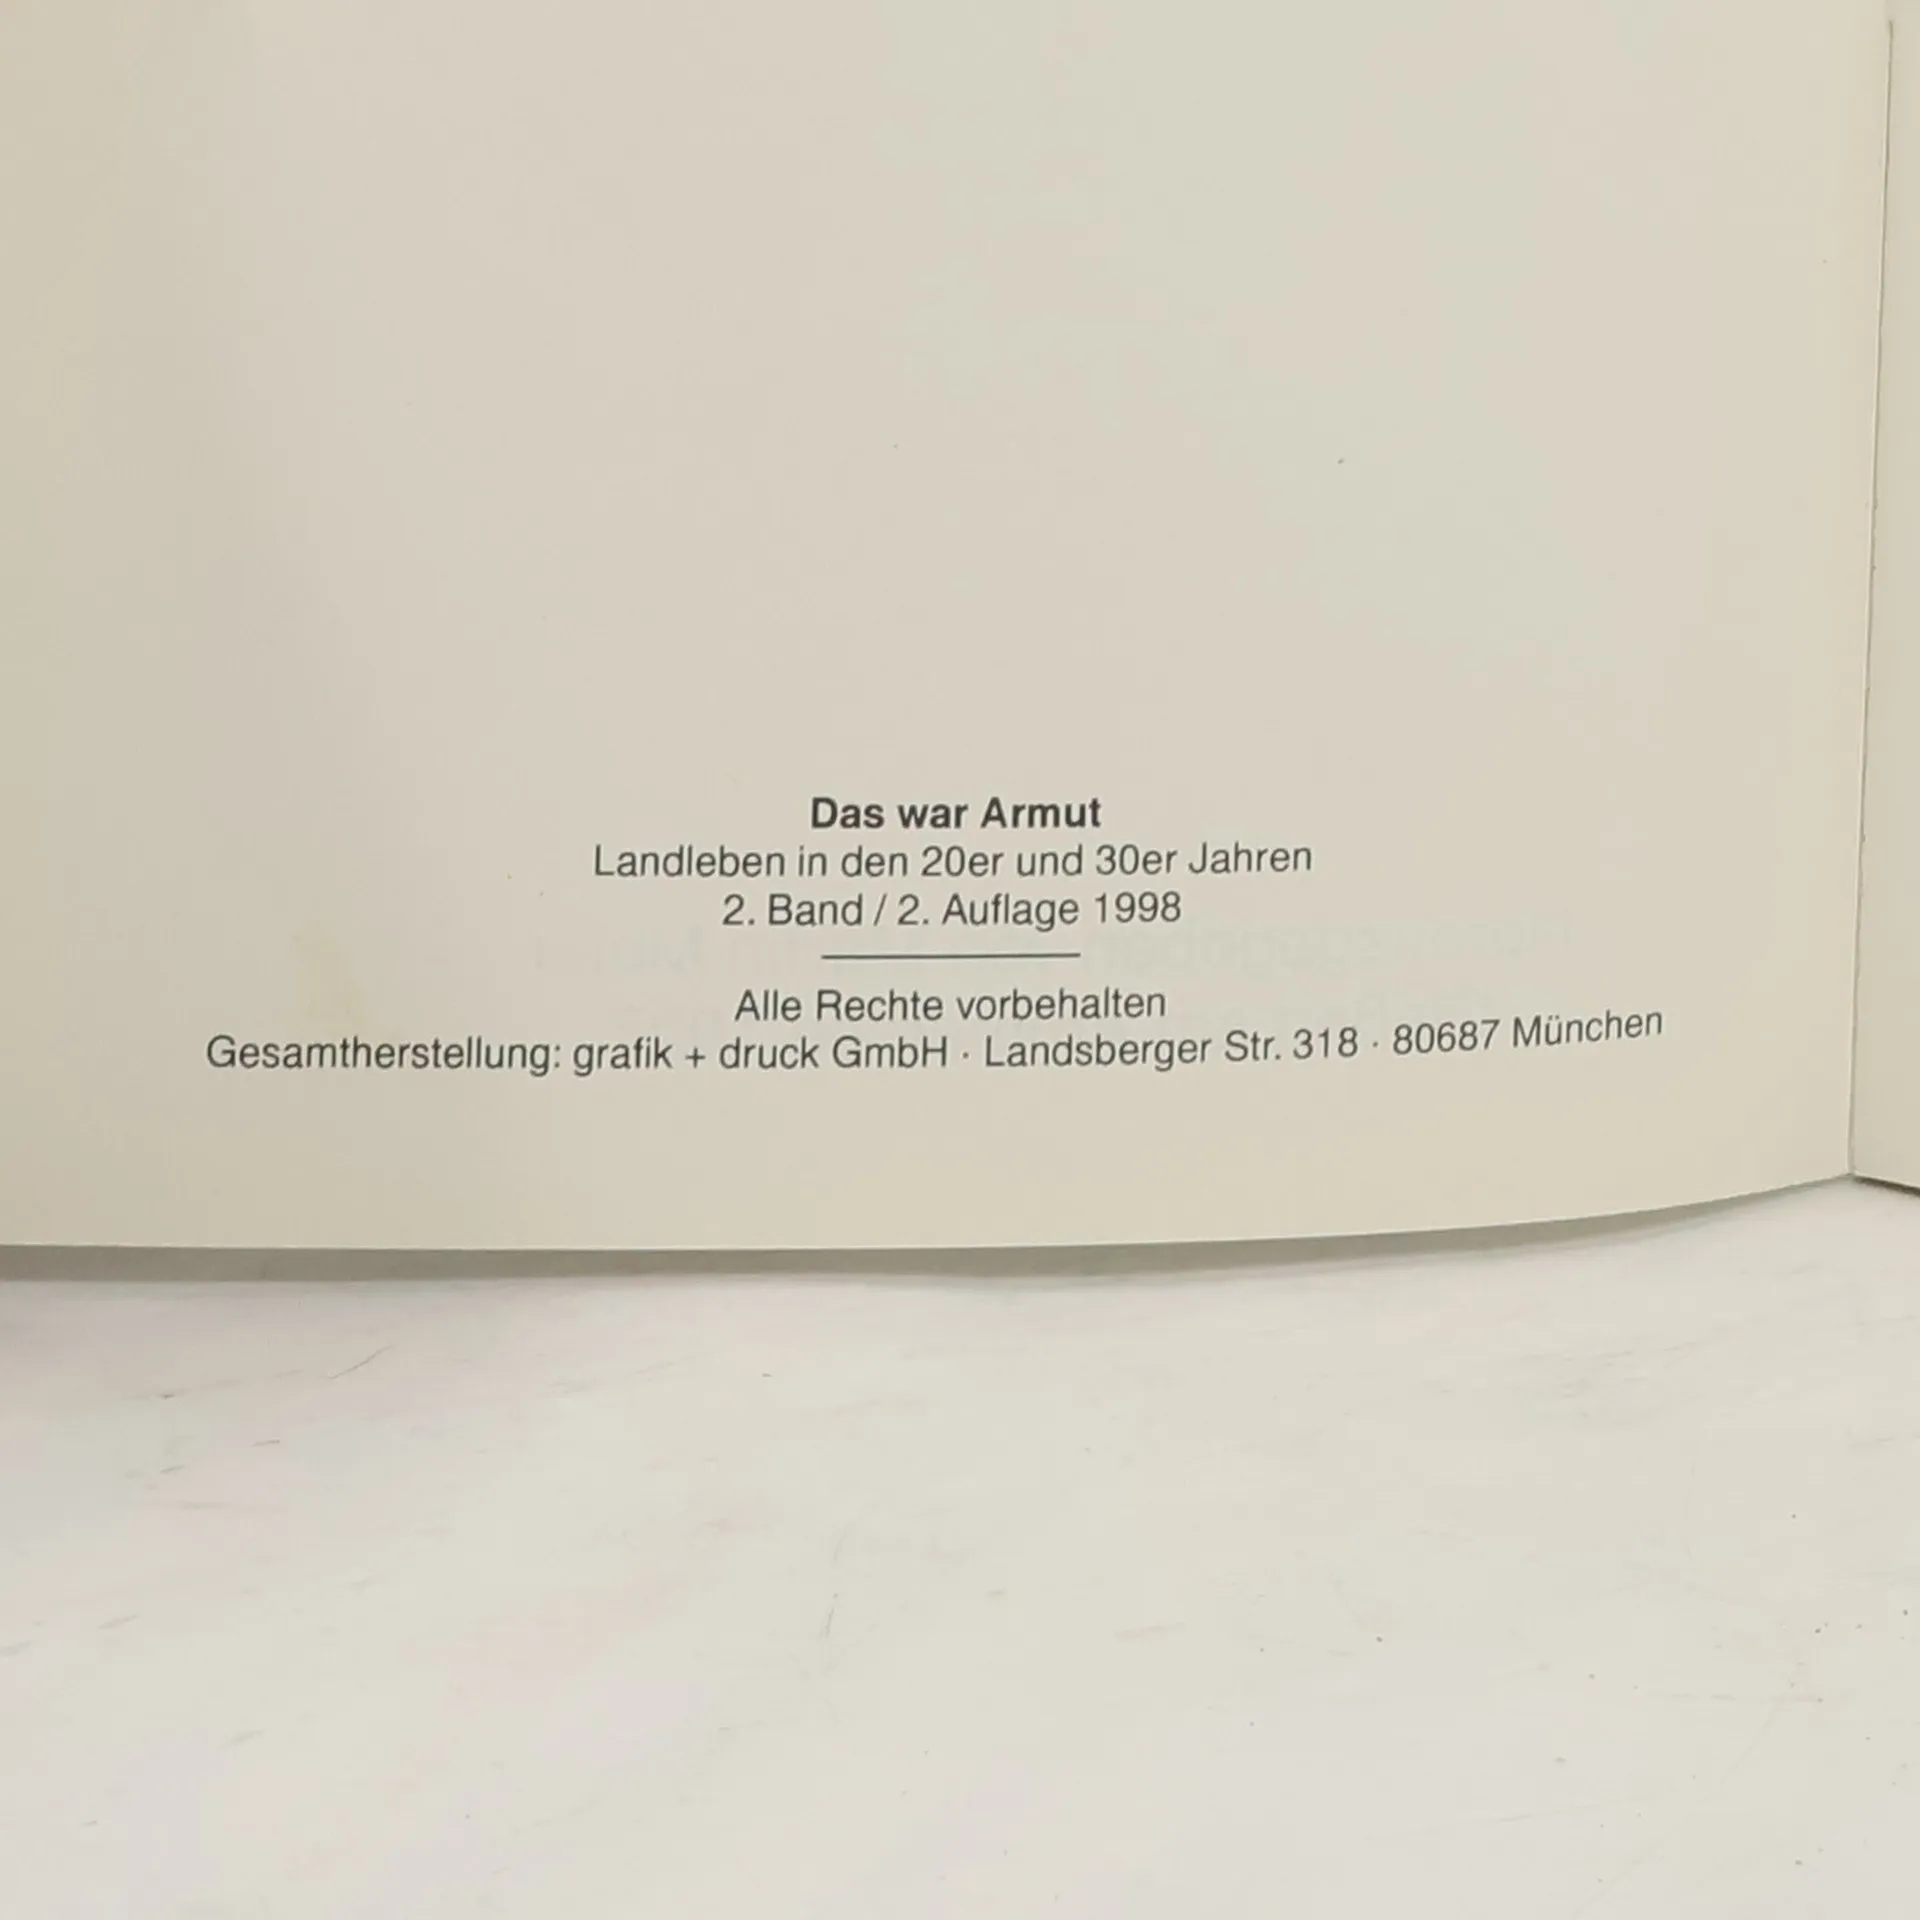 Das war Armut
Landleben in den 20er und 30er Jahren
2. Band / 2. Auflage 1998
Alle Rechte vorbehalten
Gesamtherstellung: grafik + druck GmbH · Landsberger Str. 318 · 80687 München